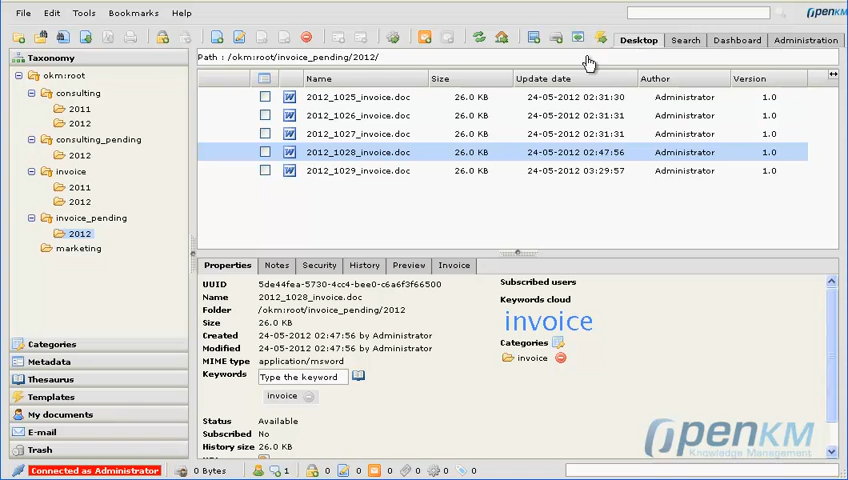 File Edit Tools Bookmarks Help
OPENKM
Desktop Search Dashboard Administration
Taxonomy
Path : /okm:root/invoice_pending/2012/
okm:root
consulting
2011
2012
consulting_pending
2012
invoice
2011
2012
invoice_pending
2012
marketing
Name Size Update date Author Version
2012_1025_invoice.doc 26.0 KB 24-05-2012 02:31:30 Administrator 1.0
2012_1026_invoice.doc 26.0 KB 24-05-2012 02:31:31 Administrator 1.0
2012_1027_invoice.doc 26.0 KB 24-05-2012 02:31:31 Administrator 1.0
2012_1028_invoice.doc 26.0 KB 24-05-2012 02:47:56 Administrator 1.0
2012_1029_invoice.doc 26.0 KB 24-05-2012 03:29:57 Administrator 1.0
Properties Notes Security History Preview Invoice
UUID 5de44fea-5730-4cc4-bee0-c6a6f3f66500
Name 2012_1028_invoice.doc
Folder /okm:root/invoice_pending/2012
Size 26.0 KB
Created 24-05-2012 02:47:56 by Administrator
Modified 24-05-2012 02:47:56 by Administrator
MIME type application/msword
Keywords Type the keyword
invoice
Status Available
Subscribed No
History size 26.0 KB
Subscribed users
Keywords cloud
invoice
Categories
invoice
Categories
Metadata
Thesaurus
Templates
My documents
E-mail
Trash
OPENKM
Knowledge Management
Connected as Administrator 0 Bytes 1 0 0 0 0 0 0